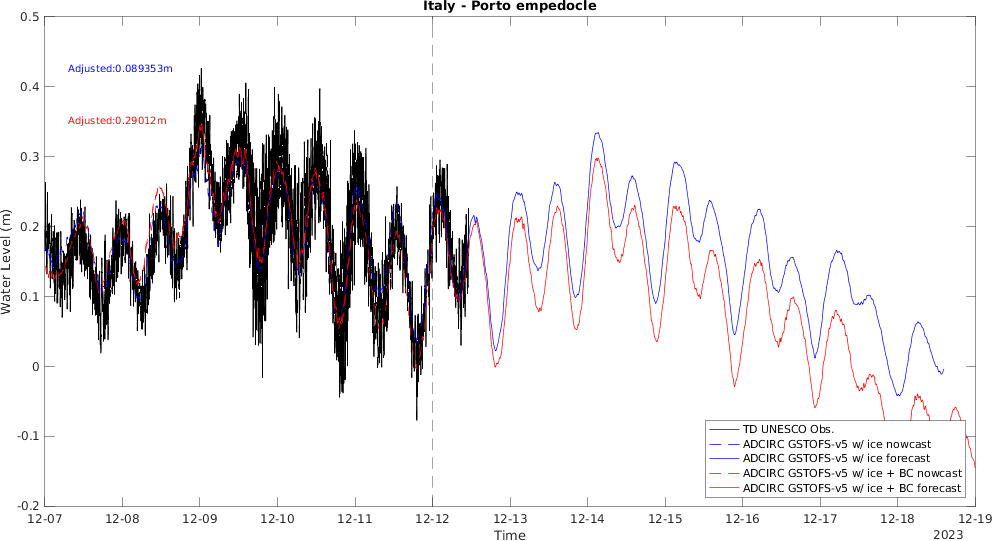 Italy - Porto empedocle
0.5
0.4
0.3
0.2
0.1
0
-0.1
-0.2
Water Level (m)
Adjusted:0.089353m
Adjusted:0.29012m
TD UNESCO Obs.
ADCIRC GSTOFS-v5 w/ ice nowcast
ADCIRC GSTOFS-v5 w/ ice forecast
ADCIRC GSTOFS-v5 w/ ice + BC nowcast
ADCIRC GSTOFS-v5 w/ ice + BC forecast
12-07 12-08 12-09 12-10 12-11 12-12 12-13 12-14 12-15 12-16 12-17 12-18 12-19
Time
2023